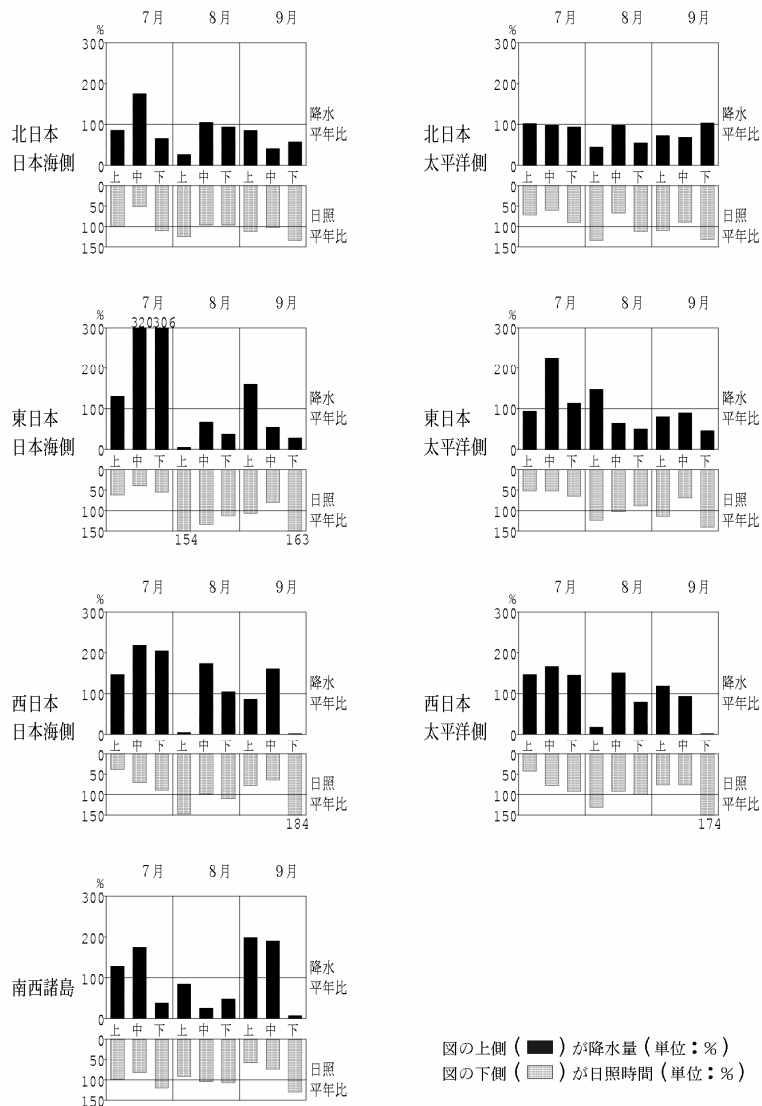 7月 8月 9月
%
300
200
100
0
北日本
日本海側
降水
平年比
上 中 下 上 中 下 上 中 下
0
50
100
150
日照
平年比
7月 8月 9月
300
200
100
0
北日本
太平洋側
降水
平年比
上 中 下 上 中 下 上 中 下
0
50
100
150
日照
平年比
7月 8月 9月
%
320306
300
200
100
0
東日本
日本海側
降水
平年比
上 中 下 上 中 下 上 中 下
0
50
100
150
日照
平年比
154 163
7月 8月 9月
300
200
100
0
東日本
太平洋側
降水
平年比
上 中 下 上 中 下 上 中 下
0
50
100
150
日照
平年比
7月 8月 9月
%
300
200
100
0
西日本
日本海側
降水
平年比
上 中 下 上 中 下 上 中 下
0
50
100
150
日照
平年比
184
7月 8月 9月
300
200
100
0
西日本
太平洋側
降水
平年比
上 中 下 上 中 下 上 中 下
0
50
100
150
日照
平年比
174
7月 8月 9月
%
300
200
100
0
南西諸島
降水
平年比
上 中 下 上 中 下 上 中 下
0
50
100
150
日照
平年比
図の上側 ( ) が降水量 (単位:%)
図の下側 ( ) が日照時間 (単位:%)